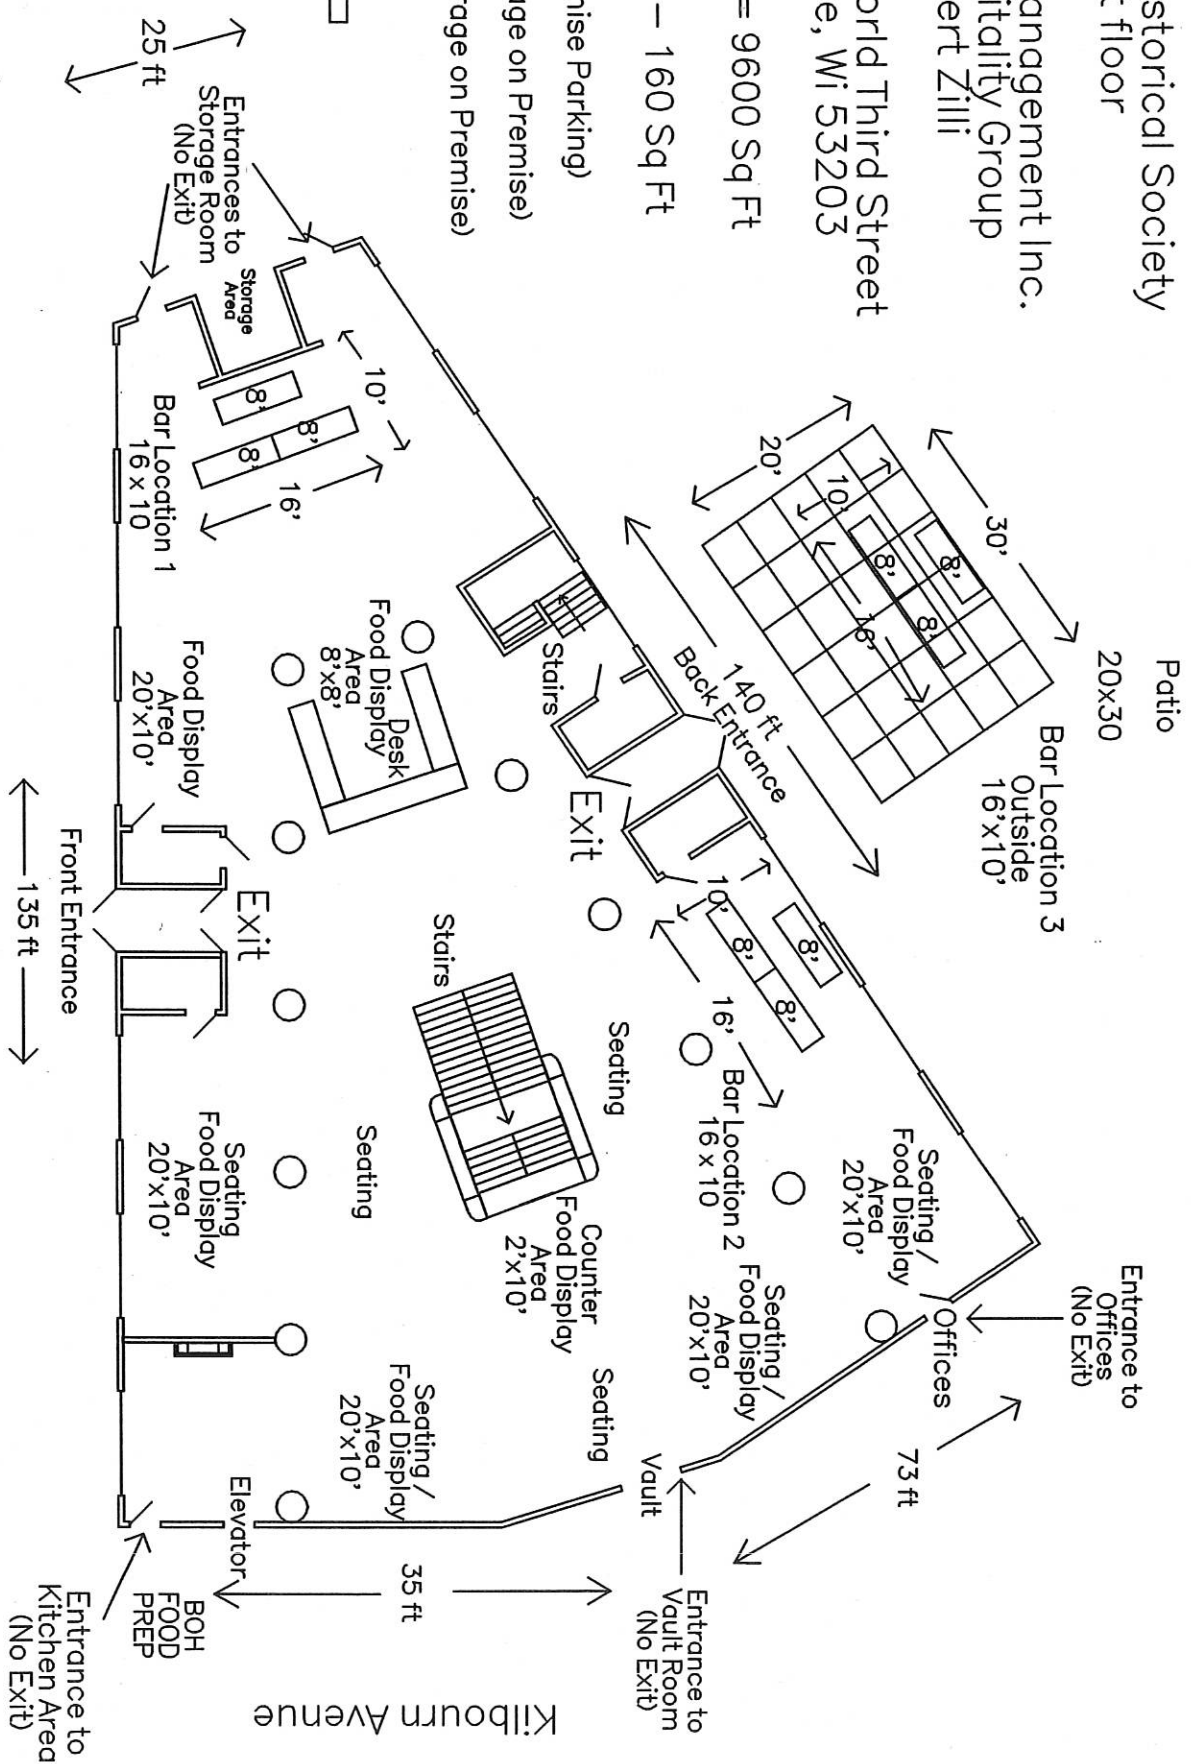 storical Society
t floor
anagement Inc.
itality Group
ert Zilli
orld Third Street
e, Wi 53203
= 9600 Sq Ft
– 160 Sq Ft
mise Parking)
age on Premise)
rage on Premise)
Patio
20x30
Bar Location 3
Outside
16'x10'
30'
20'
10'
8'
8'
8'
16'
140 ft
Back Entrance
Entrance to
Offices
(No Exit)
Offices
73 ft
Seating /
Food Display
Area
20'x10'
10'
8'
8'
8'
16'
Bar Location 2
16 x 10
Seating /
Food Display
Area
20'x10'
Entrance to
Vault Room
(No Exit)
Vault
Seating
Seating
Exit
Stairs
Stairs
Counter
Food Display
Area
2'x10'
Desk
Food Display
Area
8'x8'
Seating
Seating /
Food Display
Area
20'x10'
35 ft
Kilbourn Avenue
10'
8'
8'
8'
16'
Storage
Area
Entrances to
Storage Room
(No Exit)
25 ft
Bar Location 1
16 x 10
Food Display
Area
20'x10'
Exit
Seating
Food Display
Area
20'x10'
Elevator
BOH
FOOD
PREP
Entrance to
Kitchen Area
(No Exit)
Front Entrance
135 ft